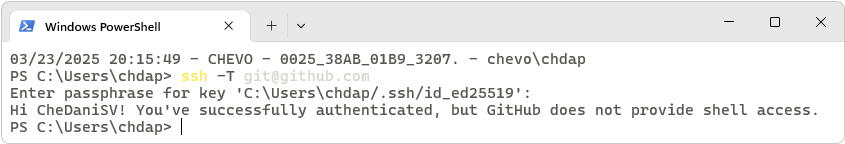 Windows PowerShell
03/23/2025 20:15:49 - CHEVO - 0025_38AB_01B9_3207. - chevo\chdap
PS C:\Users\chdap> ssh -T git@github.com
Enter passphrase for key 'C:\Users\chdap/.ssh/id_ed25519':
Hi CheDaniSV! You've successfully authenticated, but GitHub does not provide shell access.
PS C:\Users\chdap>